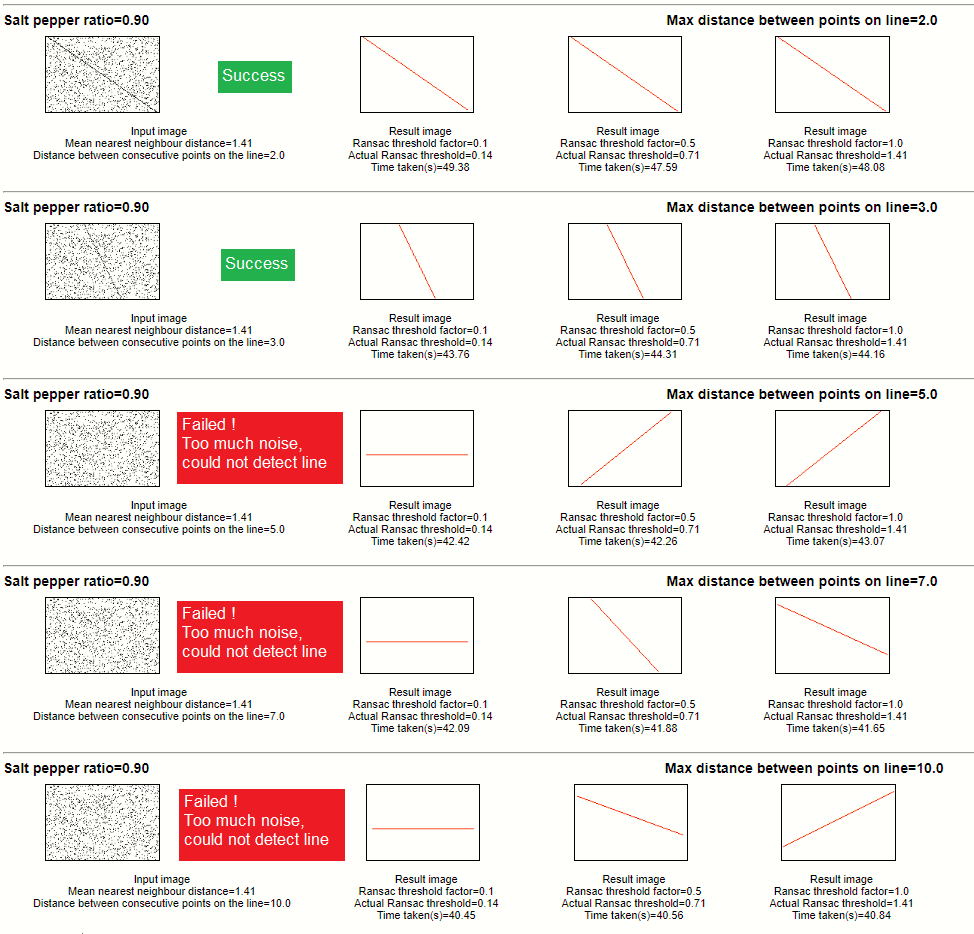 Salt pepper ratio=0.90 Max distance between points on line=2.0
Success
Input image Result image Result image Result image
Mean nearest neighbour distance=1.41 Ransac threshold factor=0.1 Ransac threshold factor=0.5 Ransac threshold factor=1.0
Distance between consecutive points on the line=2.0 Actual Ransac threshold=0.14 Actual Ransac threshold=0.71 Actual Ransac threshold=1.41
Time taken(s)=49.38 Time taken(s)=47.59 Time taken(s)=48.08
Salt pepper ratio=0.90 Max distance between points on line=3.0
Success
Input image Result image Result image Result image
Mean nearest neighbour distance=1.41 Ransac threshold factor=0.1 Ransac threshold factor=0.5 Ransac threshold factor=1.0
Distance between consecutive points on the line=3.0 Actual Ransac threshold=0.14 Actual Ransac threshold=0.71 Actual Ransac threshold=1.41
Time taken(s)=43.76 Time taken(s)=44.31 Time taken(s)=44.16
Salt pepper ratio=0.90 Max distance between points on line=5.0
Failed !
Too much noise,
could not detect line
Input image Result image Result image Result image
Mean nearest neighbour distance=1.41 Ransac threshold factor=0.1 Ransac threshold factor=0.5 Ransac threshold factor=1.0
Distance between consecutive points on the line=5.0 Actual Ransac threshold=0.14 Actual Ransac threshold=0.71 Actual Ransac threshold=1.41
Time taken(s)=42.42 Time taken(s)=42.26 Time taken(s)=43.07
Salt pepper ratio=0.90 Max distance between points on line=7.0
Failed !
Too much noise,
could not detect line
Input image Result image Result image Result image
Mean nearest neighbour distance=1.41 Ransac threshold factor=0.1 Ransac threshold factor=0.5 Ransac threshold factor=1.0
Distance between consecutive points on the line=7.0 Actual Ransac threshold=0.14 Actual Ransac threshold=0.71 Actual Ransac threshold=1.41
Time taken(s)=42.09 Time taken(s)=41.88 Time taken(s)=41.65
Salt pepper ratio=0.90 Max distance between points on line=10.0
Failed !
Too much noise,
could not detect line
Input image Result image Result image Result image
Mean nearest neighbour distance=1.41 Ransac threshold factor=0.1 Ransac threshold factor=0.5 Ransac threshold factor=1.0
Distance between consecutive points on the line=10.0 Actual Ransac threshold=0.14 Actual Ransac threshold=0.71 Actual Ransac threshold=1.41
Time taken(s)=40.45 Time taken(s)=40.56 Time taken(s)=40.84